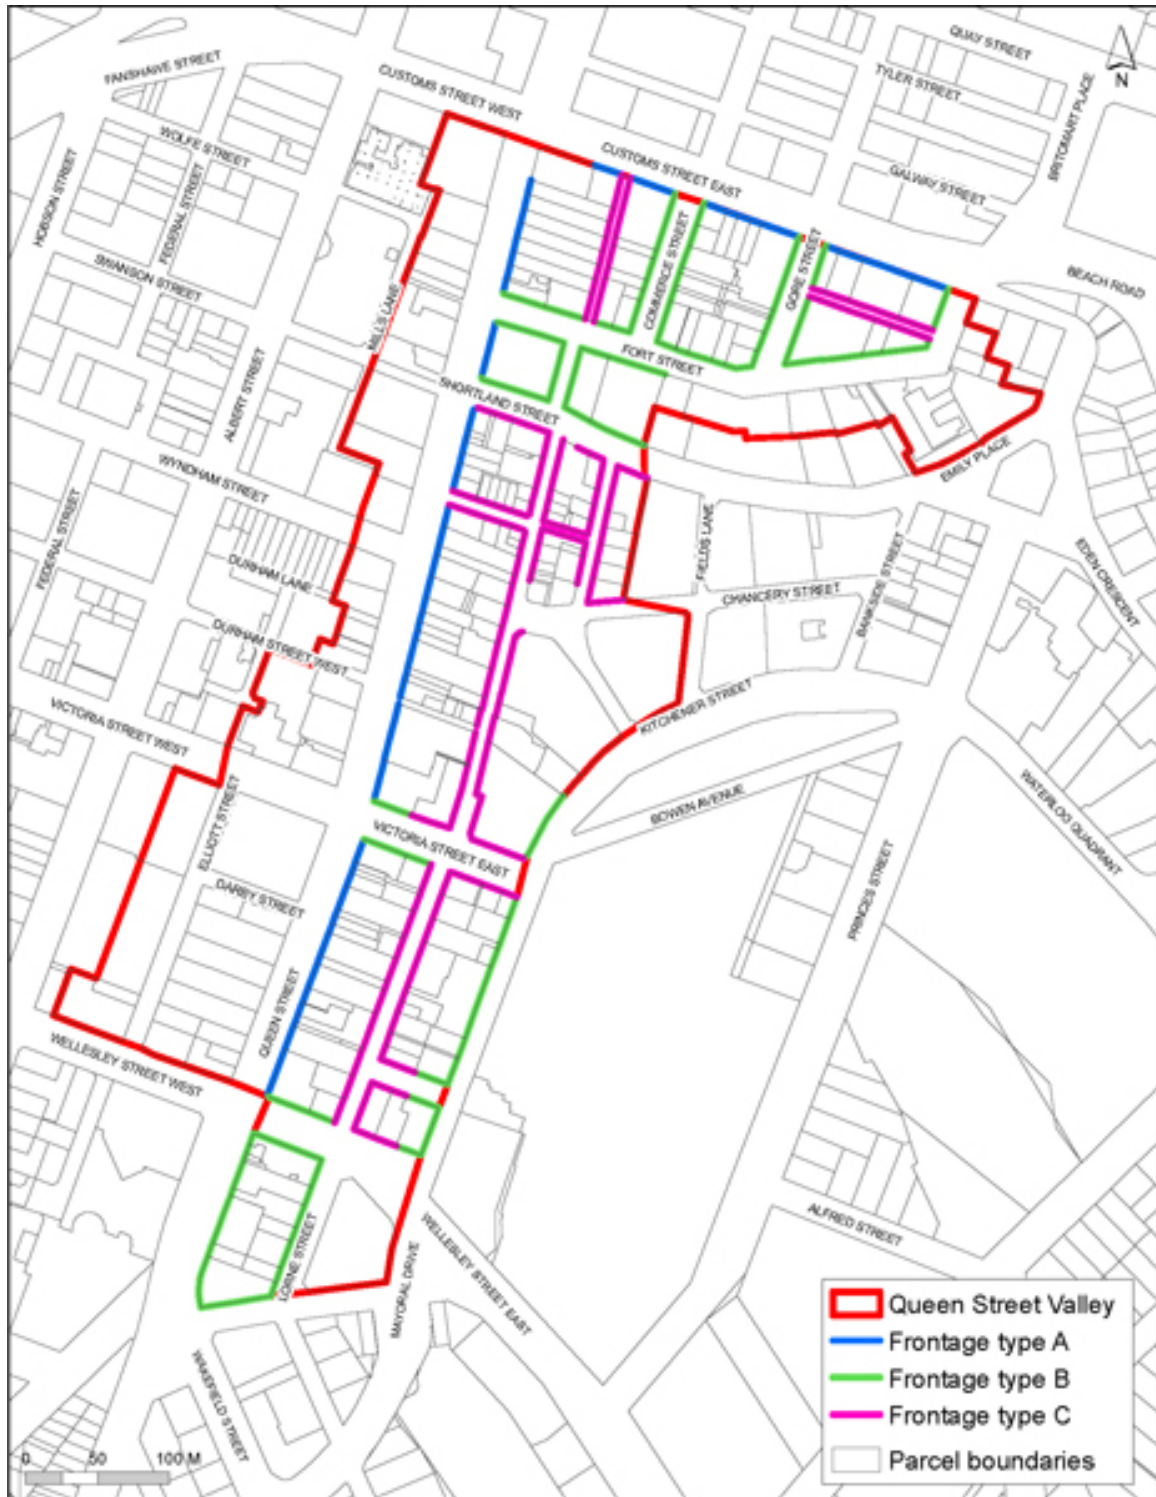 QUAY STREET
FANSHAWE STREET
CUSTOMS STREET WEST
TYLER STREET
BRITOMART PLACE
N
WOLFE STREET
CUSTOMS STREET EAST
GALWAY STREET
HOBSON STREET
FEDERAL STREET
SWANSON STREET
COMMERCE STREET
GORE STREET
BEACH ROAD
MILLS LANE
FORT STREET
ALBERT STREET
SHORTLAND STREET
EMILY PLACE
WYNDHAM STREET
FEDERAL STREET
FIELDS LANE
BANKSIDE STREET
EDEN CRESCENT
DURHAM LANE
CHANCERY STREET
DURHAM STREET WEST
VICTORIA STREET WEST
KITCHENER STREET
ELLIOTT STREET
VICTORIA STREET EAST
BOWEN AVENUE
WATERLOO QUADRANT
DARBY STREET
PRINCES STREET
QUEEN STREET
WELLESLEY STREET WEST
LORNE STREET
MAYORAL DRIVE
WELLESLEY STREET EAST
ALFRED STREET
WAKEFIELD STREET
Queen Street Valley
Frontage type A
Frontage type B
Frontage type C
Parcel boundaries
0 50 100 M